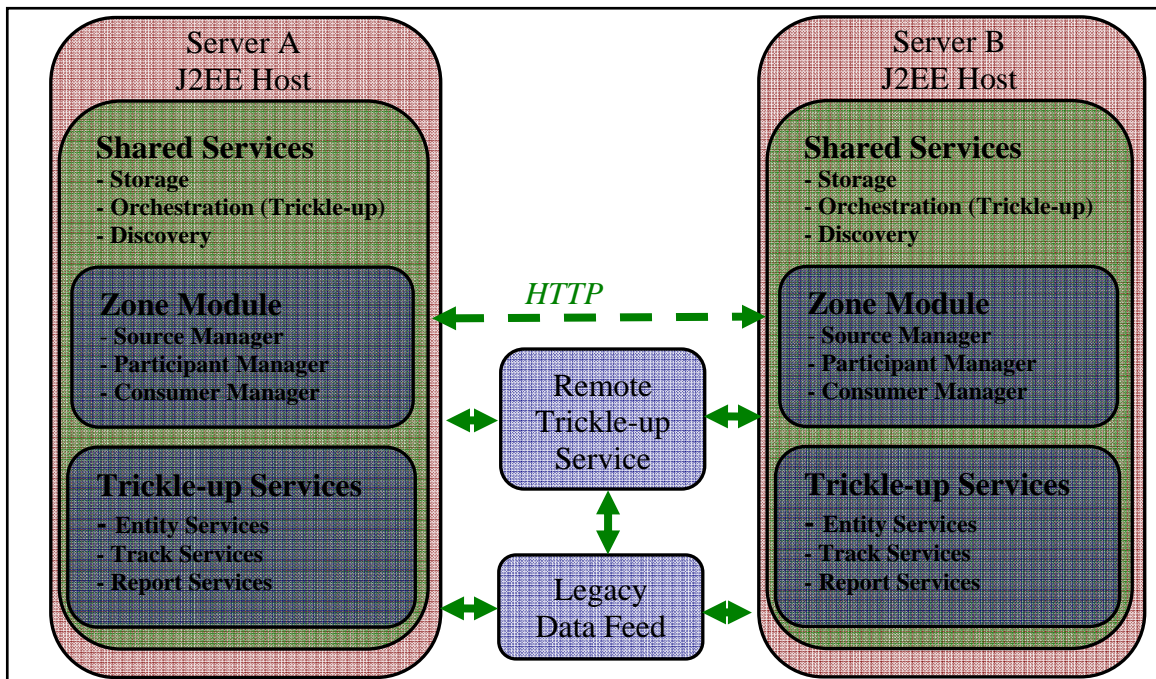 Server A
J2EE Host
Shared Services
- Storage
- Orchestration (Trickle-up)
- Discovery
Zone Module
- Source Manager
- Participant Manager
- Consumer Manager
Trickle-up Services
- Entity Services
- Track Services
- Report Services
HTTP
Remote
Trickle-up
Service
Legacy
Data Feed
Server B
J2EE Host
Shared Services
- Storage
- Orchestration (Trickle-up)
- Discovery
Zone Module
- Source Manager
- Participant Manager
- Consumer Manager
Trickle-up Services
- Entity Services
- Track Services
- Report Services